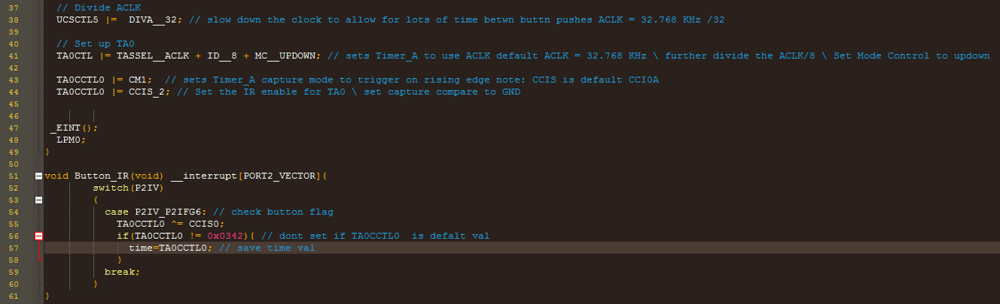 37 // Divide ACLK
38 UCSCTL5 |= DIVA__32; // slow down the clock to allow for lots of time betwn buttn pushes ACLK = 32.768 KHz /32
39
40 // Set up TA0
41 TA0CTL |= TASSEL__ACLK + ID__8 + MC__UPDOWN; // sets Timer_A to use ACLK default ACLK = 32.768 KHz \ further divide the ACLK/8 \ Set Mode Control to updown
42
43 TA0CCTL0 |= CM1; // sets Timer_A capture mode to trigger on rising edge note: CCIS is default CCI0A
44 TA0CCTL0 |= CCIS_2; // Set the IR enable for TA0 \ set capture compare to GND
45
46
47 _EINT();
48 LPM0;
49 }
50
51 void Button_IR(void) __interrupt[PORT2_VECTOR]{
52 switch(P2IV)
53 {
54 case P2IV_P2IFG6: // check button flag
55 TA0CCTL0 ^= CCIS0;
56 if(TA0CCTL0 != 0x0342){ // dont set if TA0CCTL0 is defalt val
57 time=TA0CCTL0; // save time val
58 }
59 break;
60 }
61 }